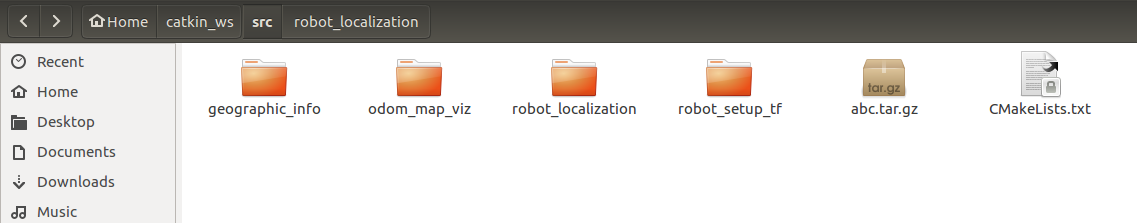 Home catkin_ws src robot_localization
Recent
Home
Desktop
Documents
Downloads
Music
geographic_info odom_map_viz robot_localization robot_setup_tf abc.tar.gz CMakeLists.txt
tar.gz